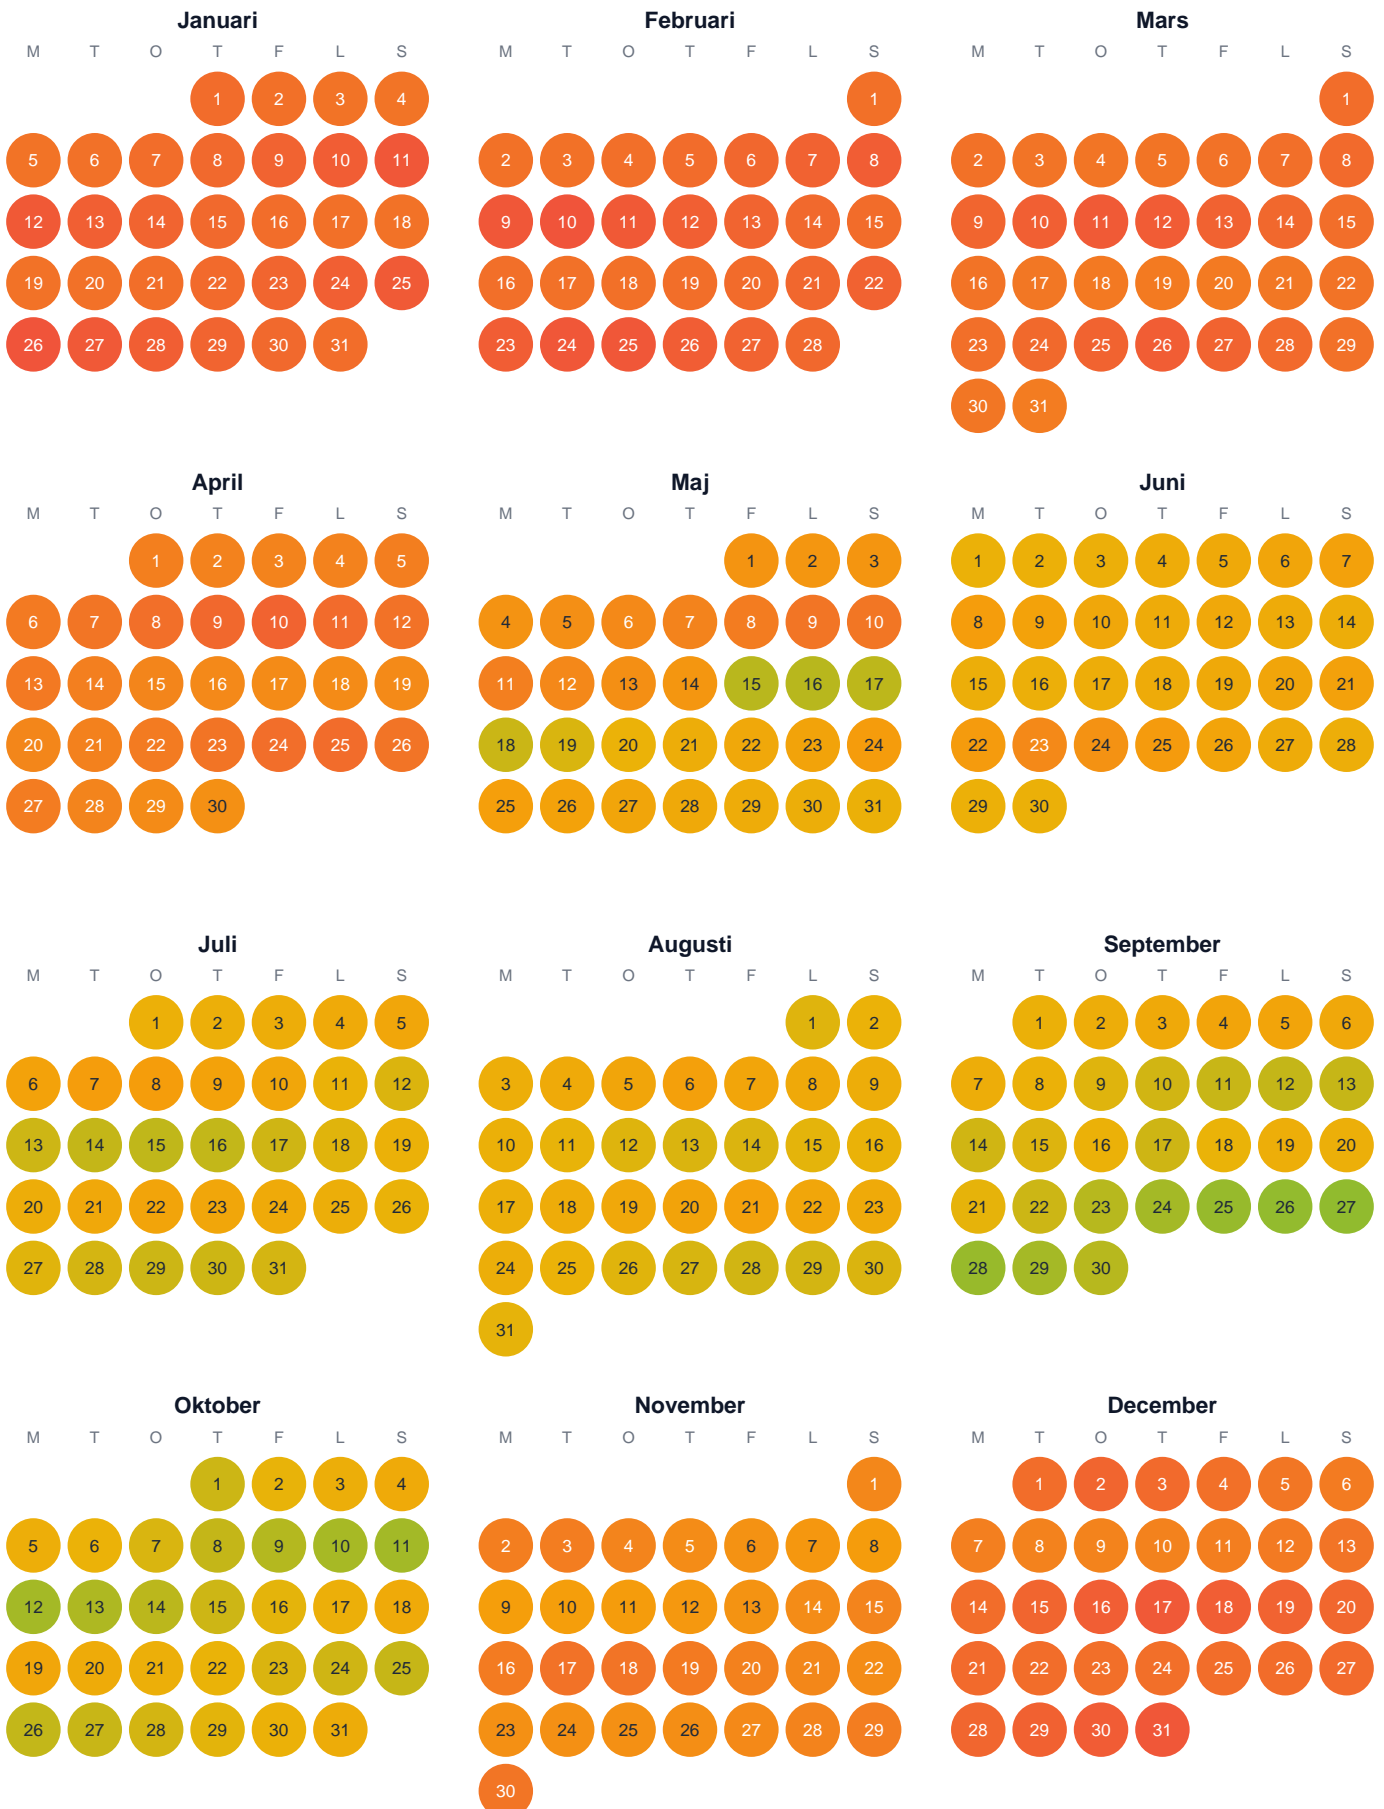 Januari Februari Mars
M T O T F L S M T O T F L S M T O T F L S
1 2 3 4 1 1
5 6 7 8 9 10 11 2 3 4 5 6 7 8 2 3 4 5 6 7 8
12 13 14 15 16 17 18 9 10 11 12 13 14 15 9 10 11 12 13 14 15
19 20 21 22 23 24 25 16 17 18 19 20 21 22 16 17 18 19 20 21 22
26 27 28 29 30 31 23 24 25 26 27 28 23 24 25 26 27 28 29
30 31
April Maj Juni
M T O T F L S M T O T F L S M T O T F L S
1 2 3 4 5 1 2 3 1 2 3 4 5 6 7
6 7 8 9 10 11 12 4 5 6 7 8 9 10 8 9 10 11 12 13 14
13 14 15 16 17 18 19 11 12 13 14 15 16 17 15 16 17 18 19 20 21
20 21 22 23 24 25 26 18 19 20 21 22 23 24 22 23 24 25 26 27 28
27 28 29 30 25 26 27 28 29 30 31 29 30
Juli Augusti September
M T O T F L S M T O T F L S M T O T F L S
1 2 3 4 5 1 2 1 2 3 4 5 6
6 7 8 9 10 11 12 3 4 5 6 7 8 9 7 8 9 10 11 12 13
13 14 15 16 17 18 19 10 11 12 13 14 15 16 14 15 16 17 18 19 20
20 21 22 23 24 25 26 17 18 19 20 21 22 23 21 22 23 24 25 26 27
27 28 29 30 31 24 25 26 27 28 29 30 28 29 30
31
Oktober November December
M T O T F L S M T O T F L S M T O T F L S
1 2 3 4 1 1 2 3 4 5 6
5 6 7 8 9 10 11 2 3 4 5 6 7 8 7 8 9 10 11 12 13
12 13 14 15 16 17 18 9 10 11 12 13 14 15 14 15 16 17 18 19 20
19 20 21 22 23 24 25 16 17 18 19 20 21 22 21 22 23 24 25 26 27
26 27 28 29 30 31 23 24 25 26 27 28 29 28 29 30 31
30